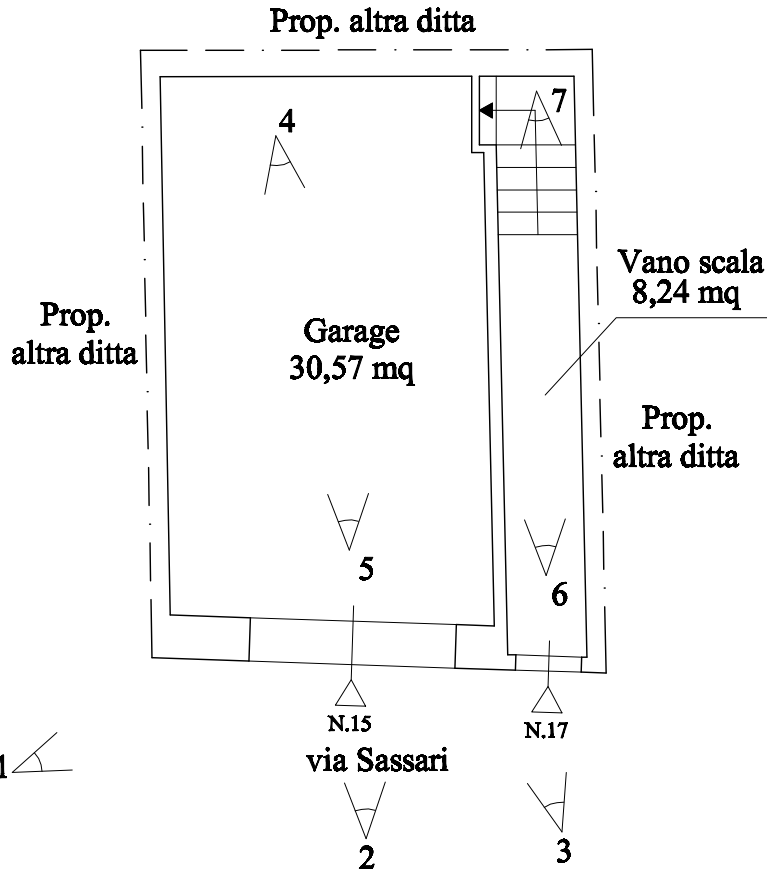 Prop. altra ditta
7
4
Vano scala
8,24 mq
Prop.
altra ditta
Garage
30,57 mq
Prop.
altra ditta
5
6
N.15
N.17
via Sassari
1
2
3